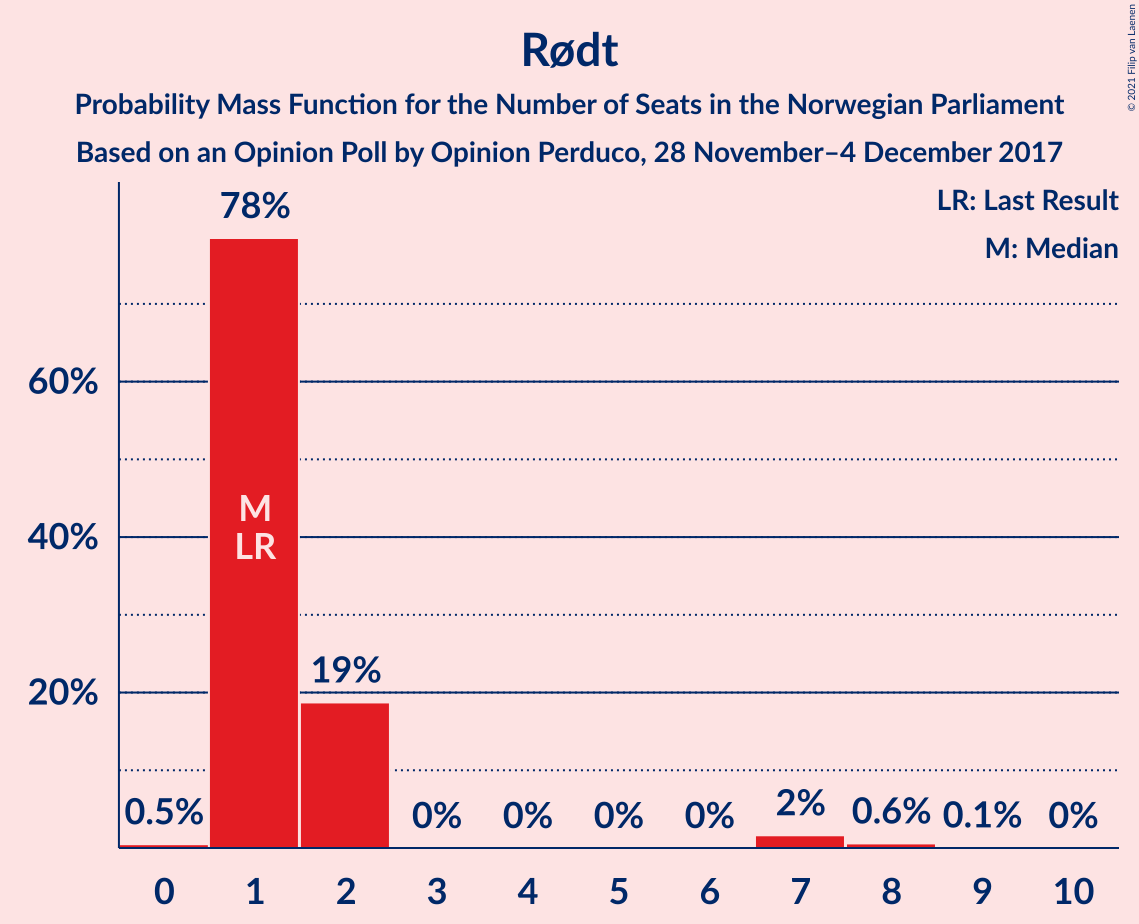 Rødt
Probability Mass Function for the Number of Seats in the Norwegian Parliament
Based on an Opinion Poll by Opinion Perduco, 28 November–4 December 2017
© 2021 Filip van Laenen
LR: Last Result
M: Median
78%
60%
M
40%
LR
19%
20%
0.5%
0%
0%
0%
0%
2%
0.6%
0.1%
0%
0 1 2 3 4 5 6 7 8 9 10